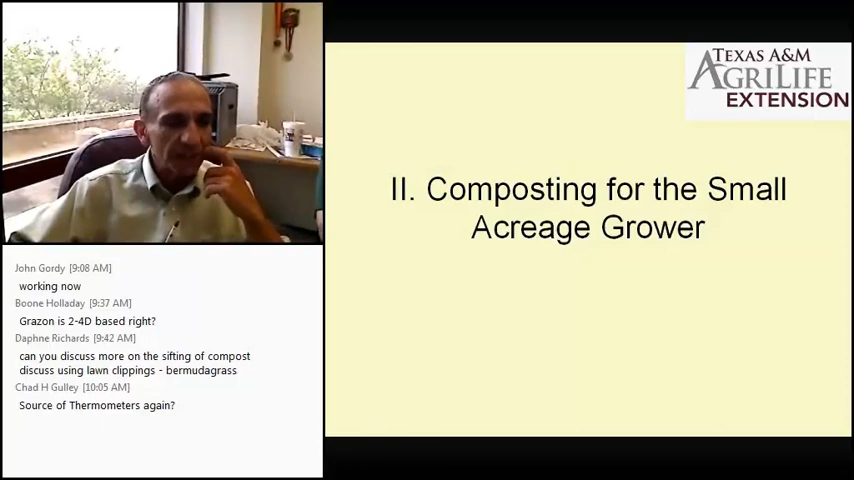 TEXAS A&M
AGRILIFE
EXTENSION
II. Composting for the Small
Acreage Grower
John Gordy [9:08 AM]
working now
Boone Holladay [9:37 AM]
Grazon is 2-4D based right?
Daphne Richards [9:42 AM]
can you discuss more on the sifting of compost
discuss using lawn clippings - bermudagrass
Chad H Gulley [10:05 AM]
Source of Thermometers again?